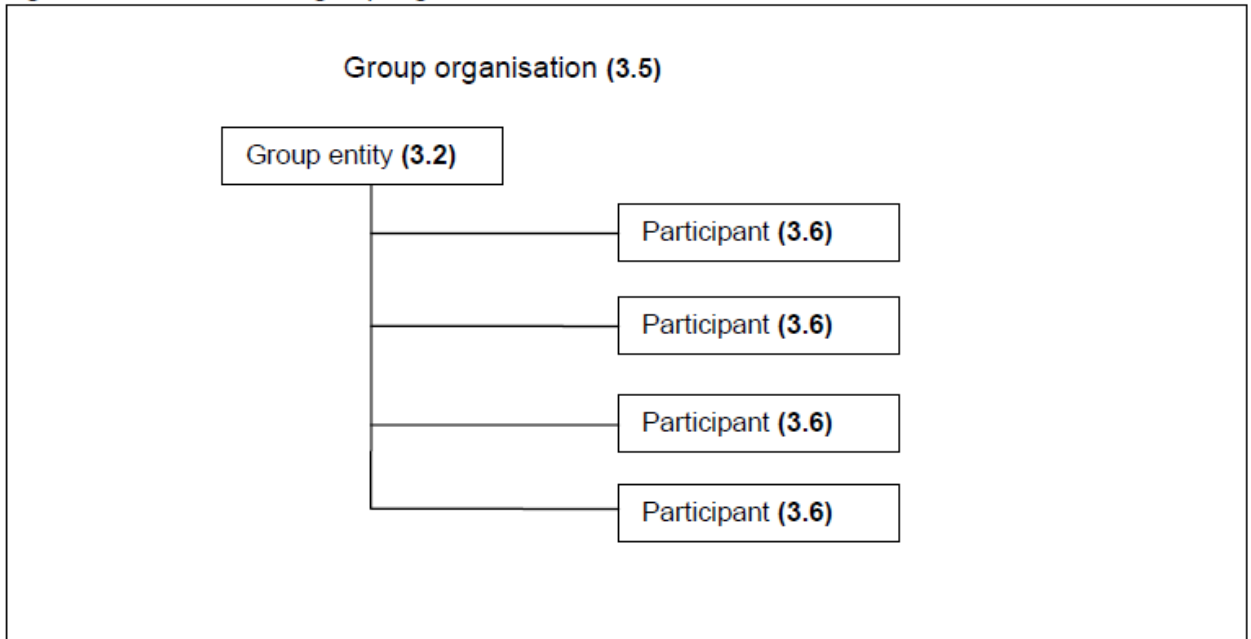 Group organisation (3.5)
Group entity (3.2)
Participant (3.6)
Participant (3.6)
Participant (3.6)
Participant (3.6)